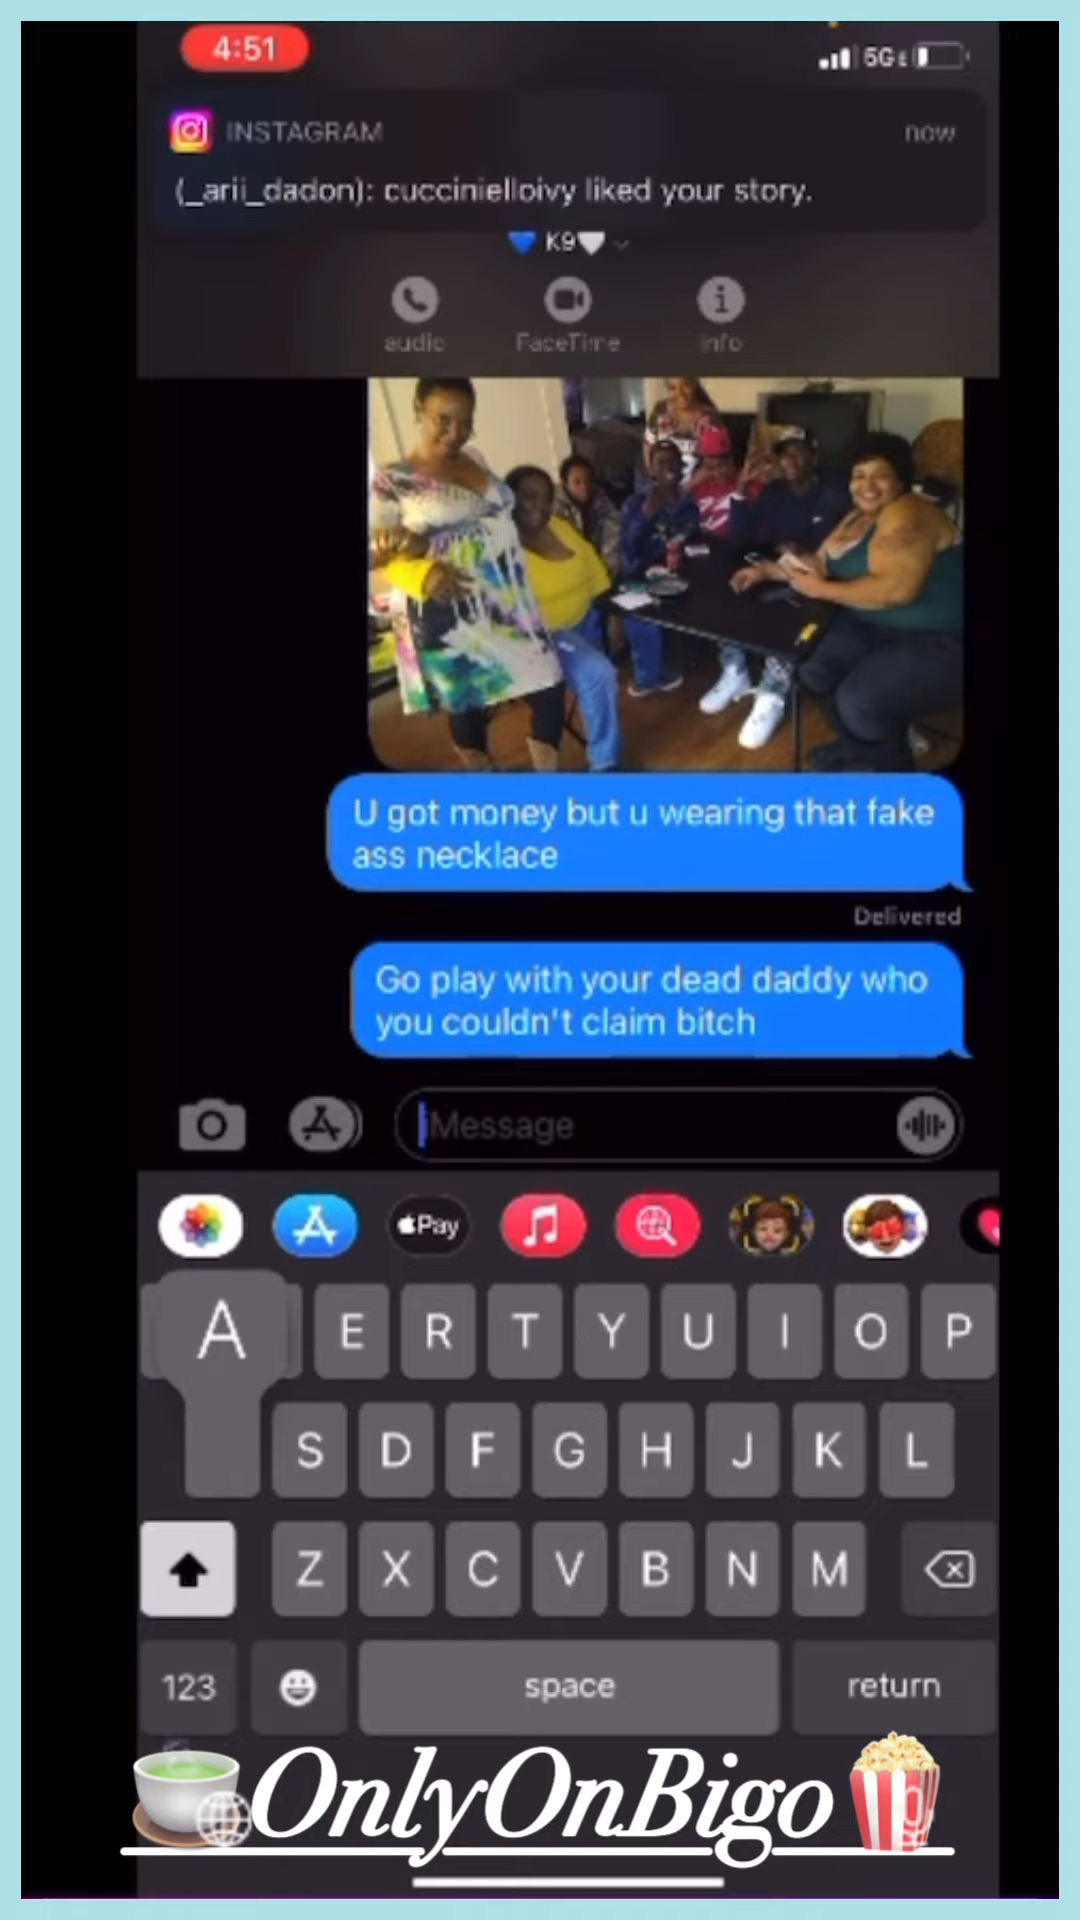 4:51
5GE
INSTAGRAM
now
(_arii_dadon): cuccinielloivy liked your story.
💙 K9🤍
audio
FaceTime
info
U got money but u wearing that fake
ass necklace
Delivered
Go play with your dead daddy who
you couldn't claim bitch
iMessage
Pay
A E R T Y U I O P
S D F G H J K L
Z X C V B N M
123
space
return
🍵OnlyOnBigo🍿